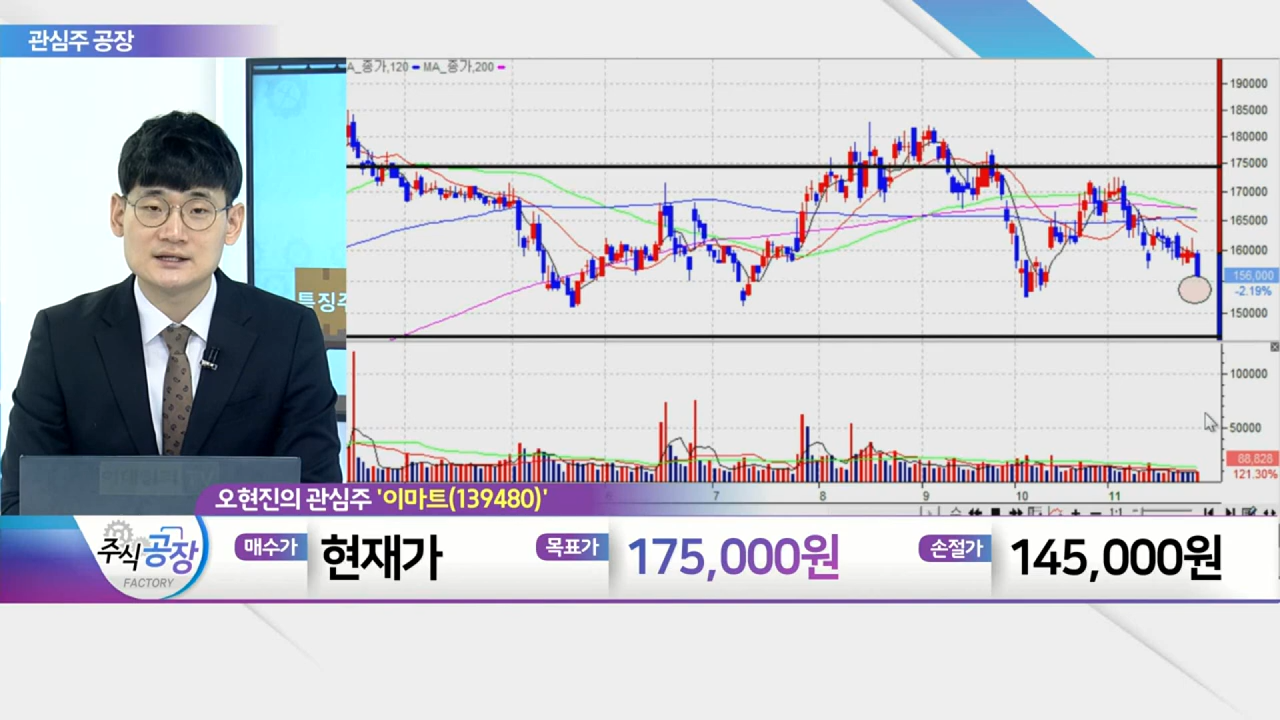 관심주 공장
A_종가,120 MA_종가,200
190000
185000
180000
175000
170000
165000
160000
156,000
-2.19%
150000
특징주
100000
50000
88,828
121.30%
6 7 8 9 10 11
1:1
오현진의 관심주 '이마트(139480)'
주식공장
FACTORY
매수가 현재가 목표가 175,000원 손절가 145,000원